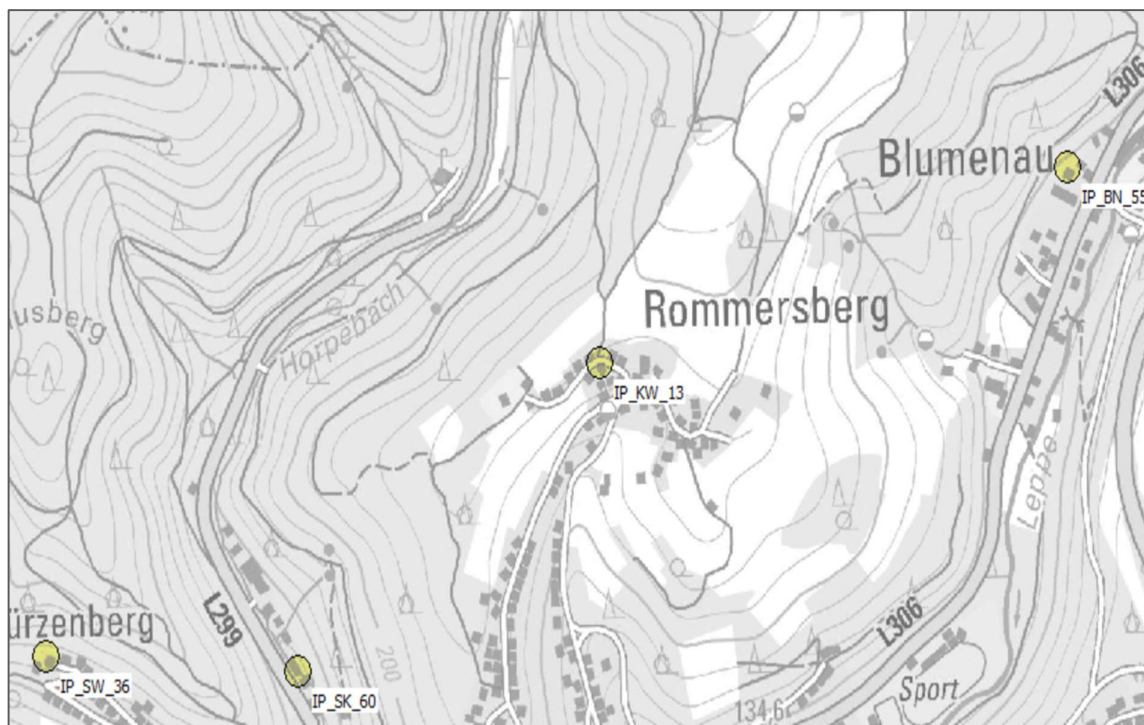 L306
Blumenau
IP_BN_55
Rommersberg
Horpebach
usberg
IP_KW_13
Leppe
L299
ürzenberg
L306
200
IP_SW_36
IP_SK_60
Sport
134,6